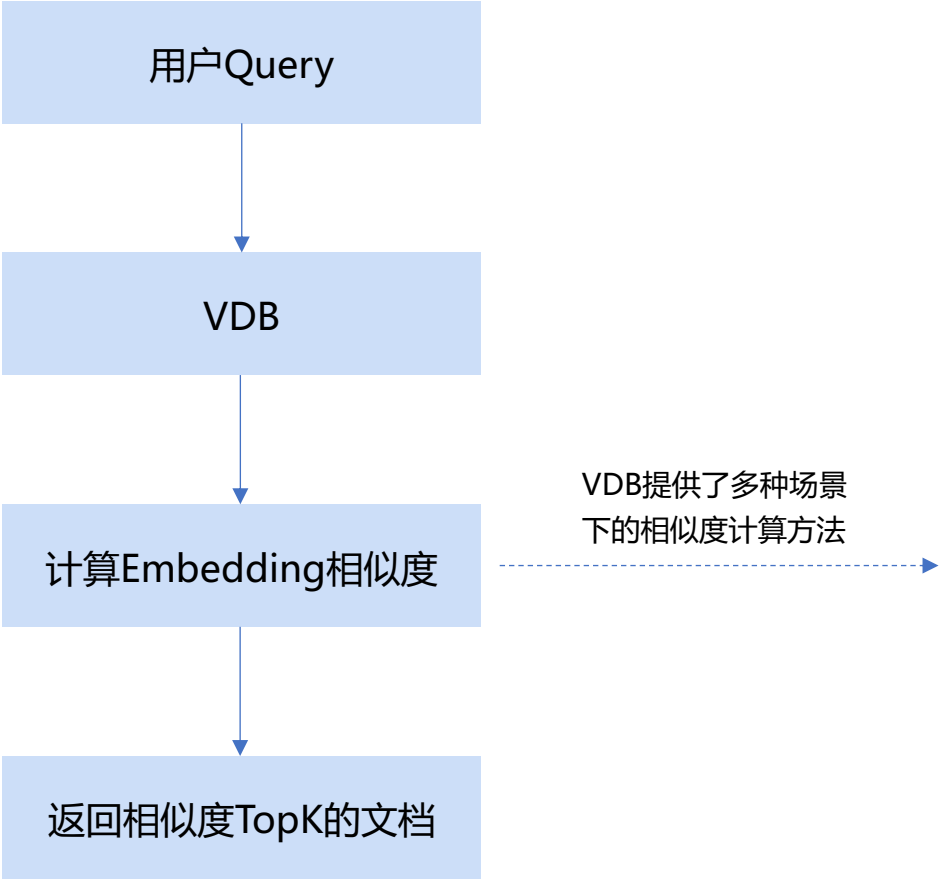 用户Query
VDB
VDB提供了多种场景
下的相似度计算方法
计算Embedding相似度
返回相似度TopK的文档